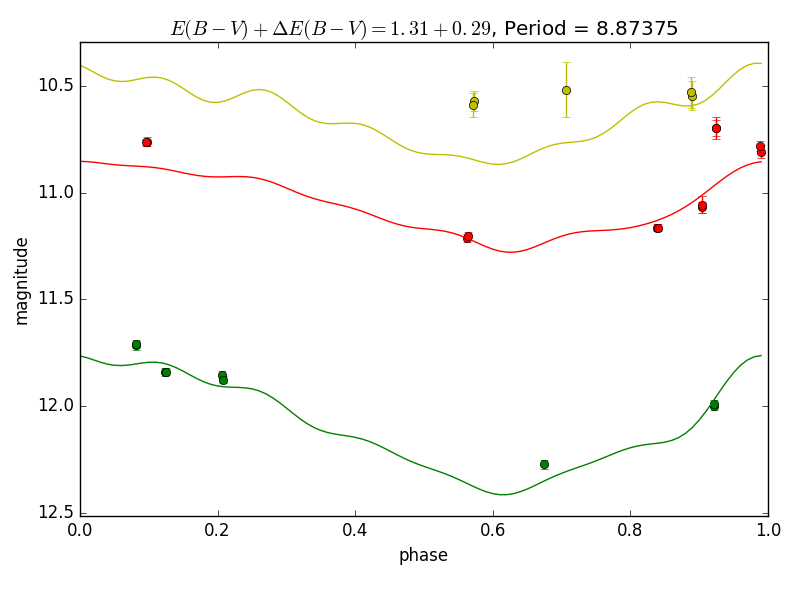 E(B − V) + ΔE(B − V) = 1.31 + 0.29, Period = 8.87375
10.5
11.0
11.5
12.0
12.5
magnitude
0.0 0.2 0.4 0.6 0.8 1.0
phase